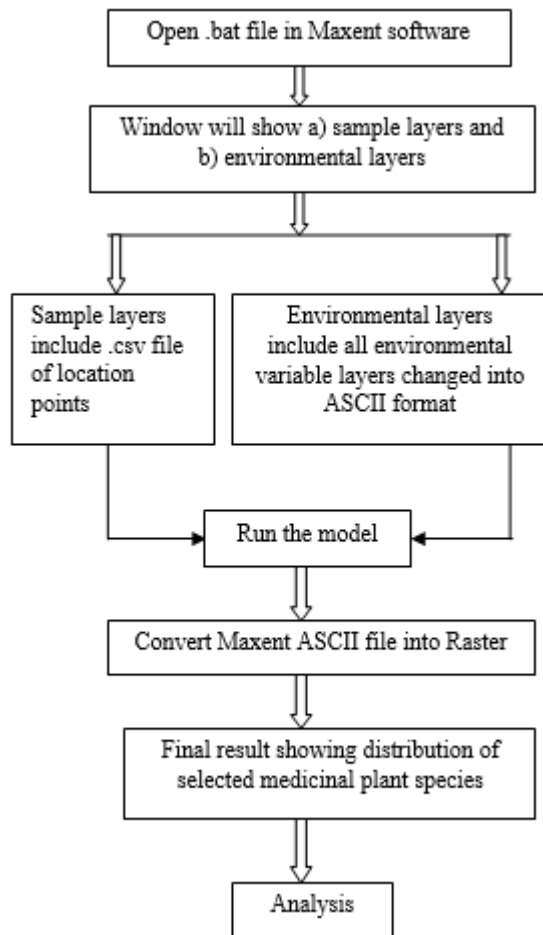 Open .bat file in Maxent software
Window will show a) sample layers and
b) environmental layers
Sample layers
include .csv file
of location
points
Environmental layers
include all environmental
variable layers changed into
ASCII format
Run the model
Convert Maxent ASCII file into Raster
Final result showing distribution of
selected medicinal plant species
Analysis